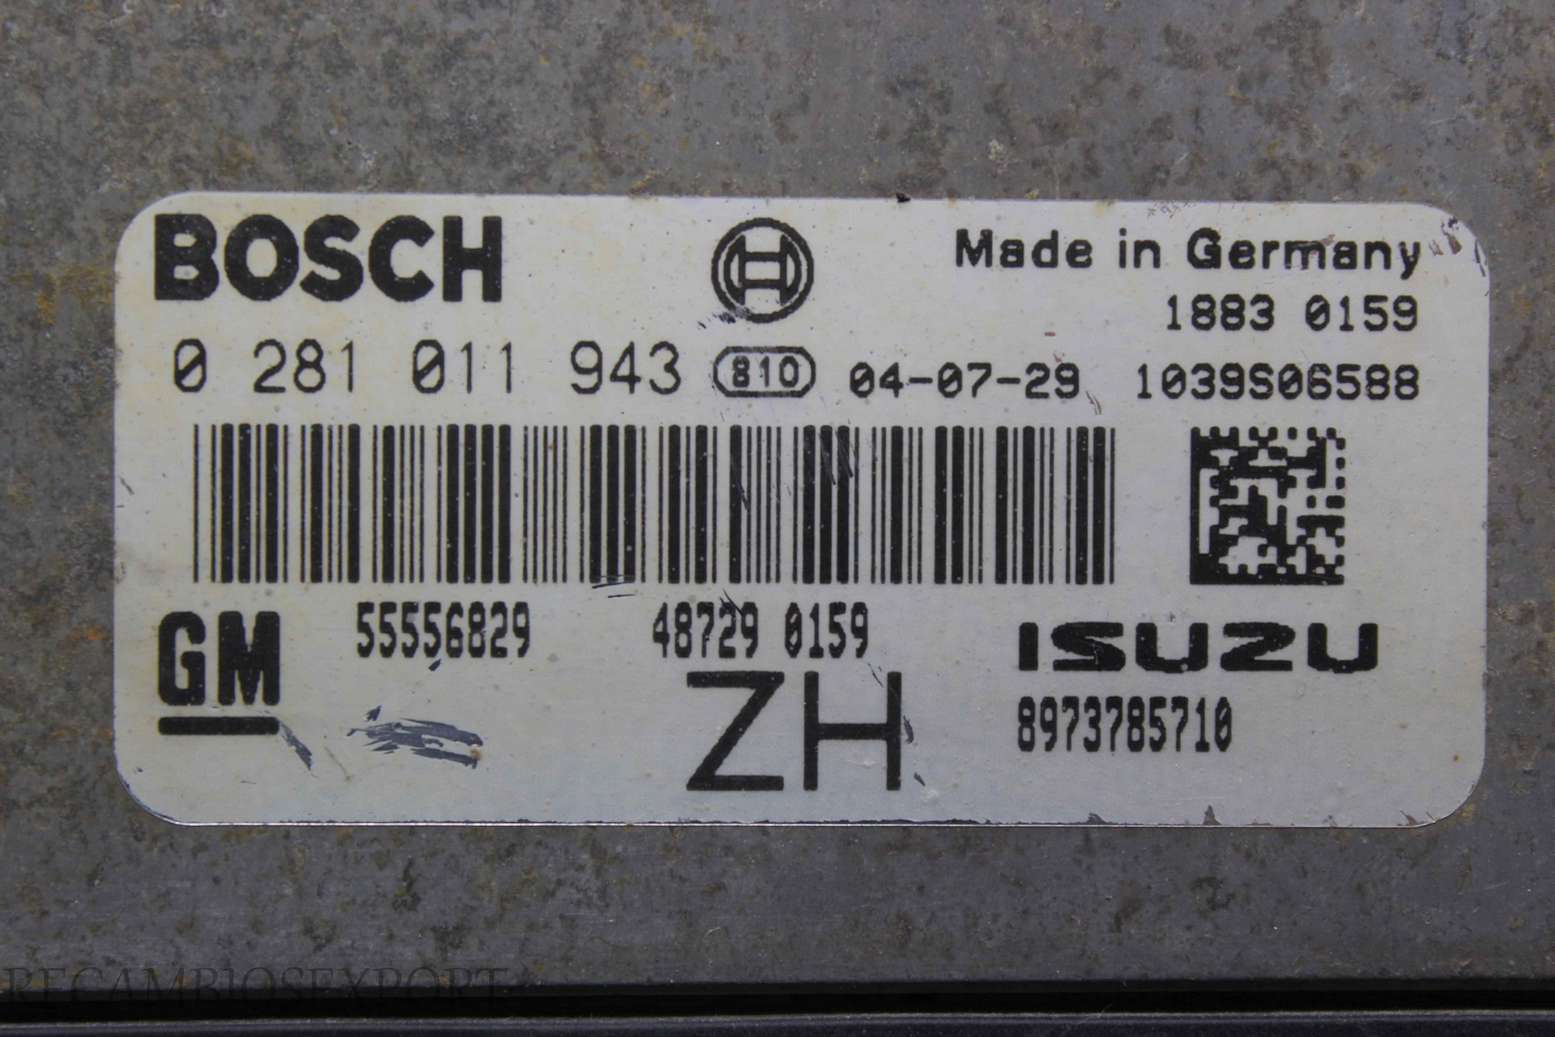 BOSCH
Made in Germany
1883 0159
0 281 011 943 810 04-07-29 1039S06588
55556829 48729 0159
GM ISUZU
ZH 8973785710
RECAMBIOSEXPORT